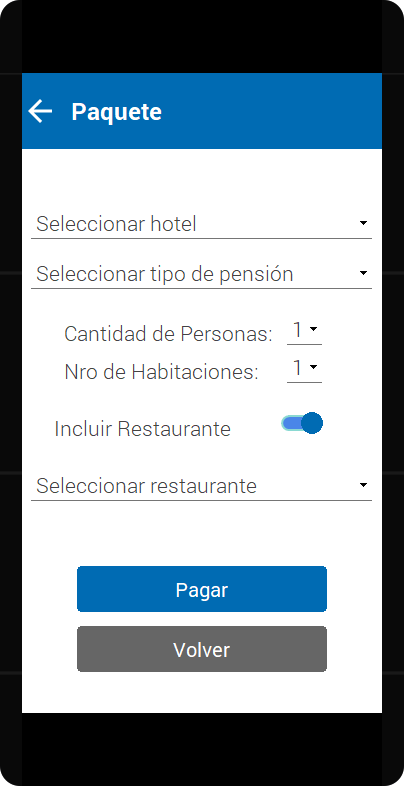 Paquete
Seleccionar hotel
Seleccionar tipo de pensión
Cantidad de Personas: 1
Nro de Habitaciones: 1
Incluir Restaurante
Seleccionar restaurante
Pagar
Volver